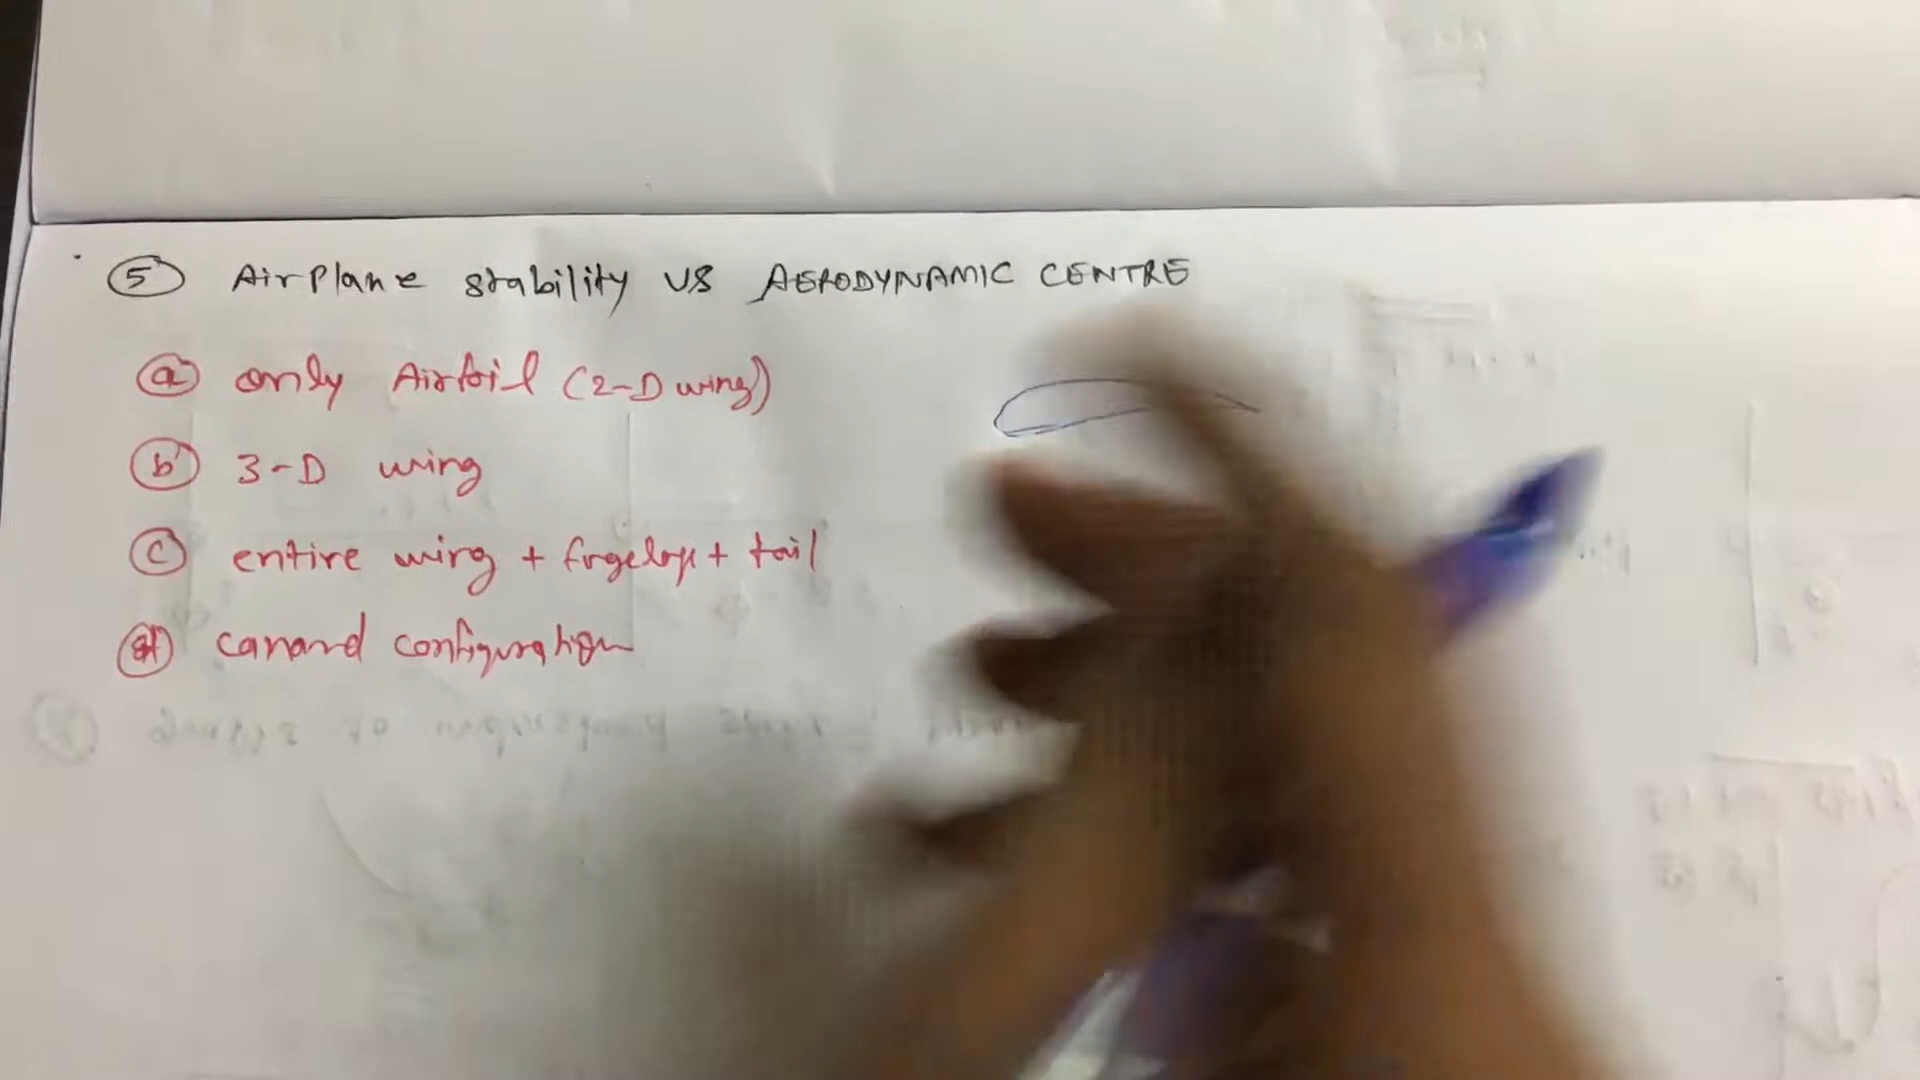 5 Airplane stability VS AERODYNAMIC CENTRE
a only Airfoil (2-D wing)
b 3-D wing
c entire wing + + tail
d canard configuration